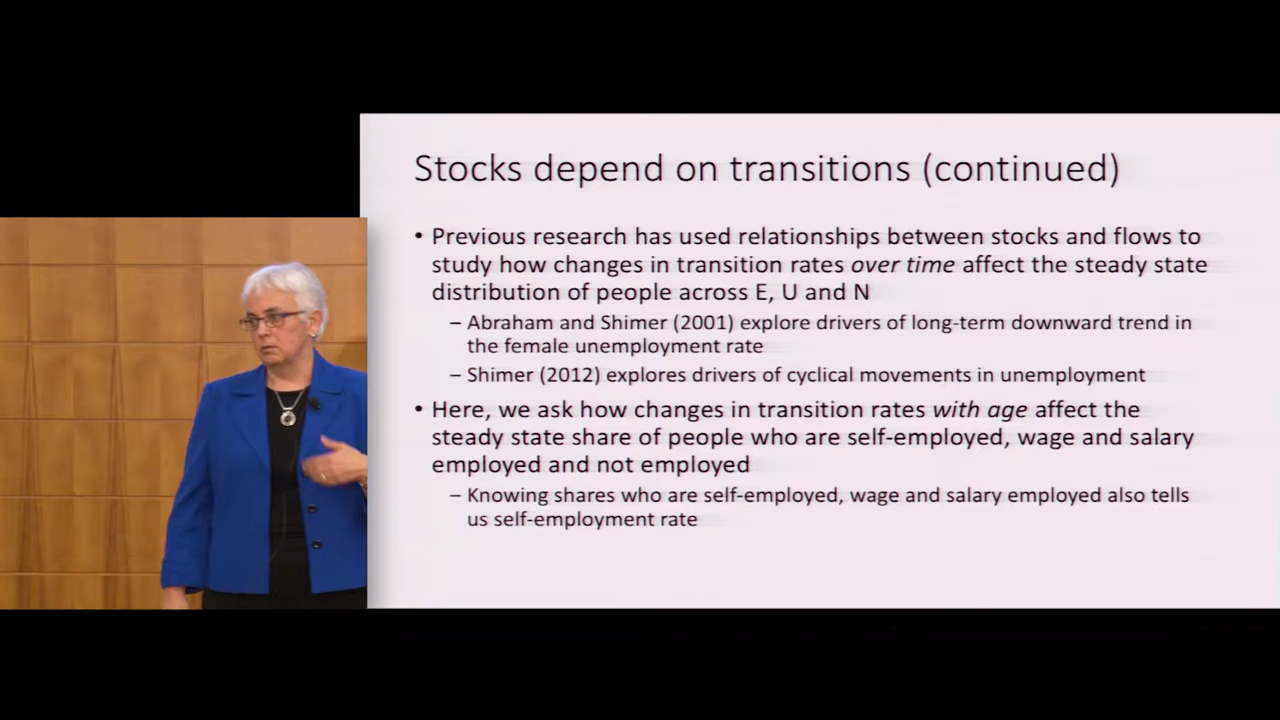 Stocks depend on transitions (continued)
• Previous research has used relationships between stocks and flows to
study how changes in transition rates over time affect the steady state
distribution of people across E, U and N
– Abraham and Shimer (2001) explore drivers of long-term downward trend in
the female unemployment rate
– Shimer (2012) explores drivers of cyclical movements in unemployment
• Here, we ask how changes in transition rates with age affect the
steady state share of people who are self-employed, wage and salary
employed and not employed
– Knowing shares who are self-employed, wage and salary employed also tells
us self-employment rate